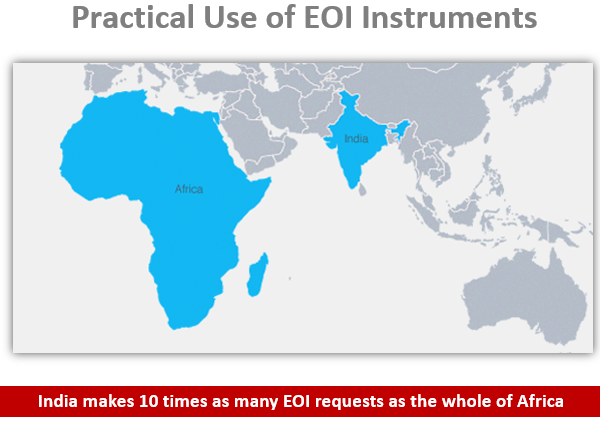 Practical Use of EOI Instruments
India
Africa
India makes 10 times as many EOI requests as the whole of Africa